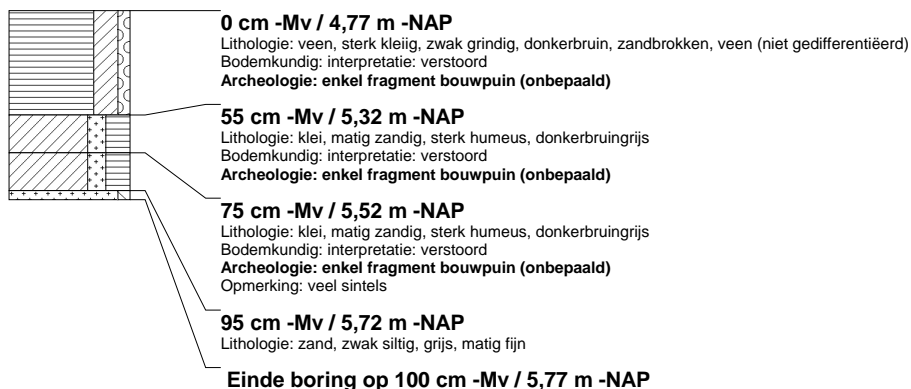 0 cm -Mv / 4,77 m -NAP
Lithologie: veen, sterk kleiig, zwak grindig, donkerbruin, zandbrokken, veen (niet gedifferentiëerd)
Bodemkundig: interpretatie: verstoord
Archeologie: enkel fragment bouwpuin (onbepaald)
55 cm -Mv / 5,32 m -NAP
Lithologie: klei, matig zandig, sterk humeus, donkerbruingrijs
Bodemkundig: interpretatie: verstoord
Archeologie: enkel fragment bouwpuin (onbepaald)
75 cm -Mv / 5,52 m -NAP
Lithologie: klei, matig zandig, sterk humeus, donkerbruingrijs
Bodemkundig: interpretatie: verstoord
Archeologie: enkel fragment bouwpuin (onbepaald)
Opmerking: veel sintels
95 cm -Mv / 5,72 m -NAP
Lithologie: zand, zwak siltig, grijs, matig fijn
Einde boring op 100 cm -Mv / 5,77 m -NAP